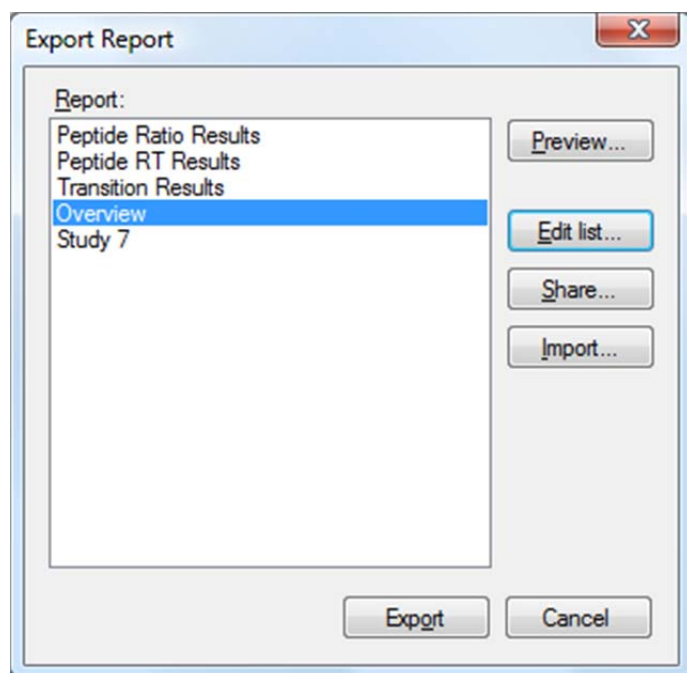 Export Report
Report:
Peptide Ratio Results
Peptide RT Results
Transition Results
Overview
Study 7
Preview...
Edit list...
Share...
Import...
Export
Cancel